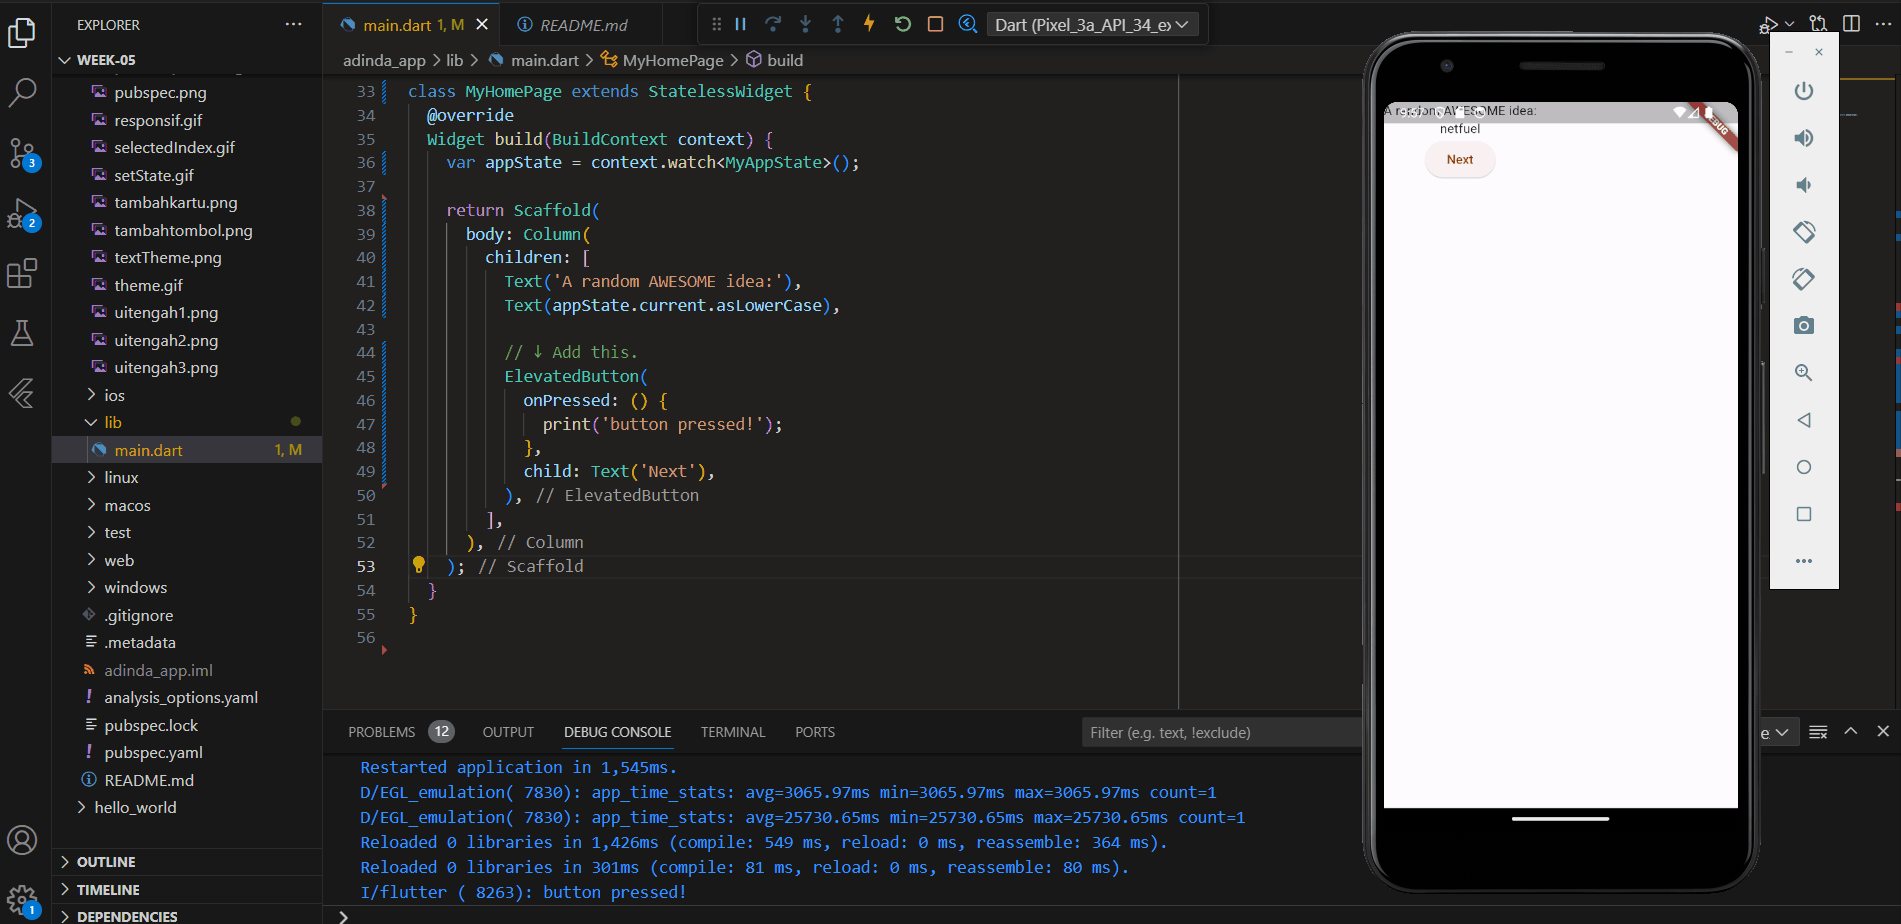 EXPLORER
WEEK-05
pubspec.png
responsif.gif
selectedIndex.gif
setState.gif
tambahkartu.png
tambahtombol.png
textTheme.png
theme.gif
uitengah1.png
uitengah2.png
uitengah3.png
ios
lib
main.dart 1, M
linux
macos
test
web
windows
.gitignore
.metadata
adinda_app.iml
analysis_options.yaml
pubspec.lock
pubspec.yaml
README.md
hello_world
OUTLINE
TIMELINE
DEPENDENCIES
3
2
1
main.dart 1, M
README.md
Dart (Pixel_3a_API_34_ex
adinda_app > lib > main.dart > MyHomePage > build
33 class MyHomePage extends StatelessWidget {
34 @override
35 Widget build(BuildContext context) {
36 var appState = context.watch<MyAppState>();
37
38 return Scaffold(
39 body: Column(
40 children: [
41 Text('A random AWESOME idea:'),
42 Text(appState.current.asLowerCase),
43
44 // ↓ Add this.
45 ElevatedButton(
46 onPressed: () {
47 print('button pressed!');
48 },
49 child: Text('Next'),
50 ), // ElevatedButton
51 ],
52 ), // Column
53 ); // Scaffold
54 }
55 }
56
PROBLEMS 12 OUTPUT DEBUG CONSOLE TERMINAL PORTS
Filter (e.g. text, !exclude)
Restarted application in 1,545ms.
D/EGL_emulation( 7830): app_time_stats: avg=3065.97ms min=3065.97ms max=3065.97ms count=1
D/EGL_emulation( 7830): app_time_stats: avg=25730.65ms min=25730.65ms max=25730.65ms count=1
Reloaded 0 libraries in 1,426ms (compile: 549 ms, reload: 0 ms, reassemble: 364 ms).
Reloaded 0 libraries in 301ms (compile: 81 ms, reload: 0 ms, reassemble: 80 ms).
I/flutter ( 8263): button pressed!
A random AWESOME idea:
netfuel
Next
DEBUG